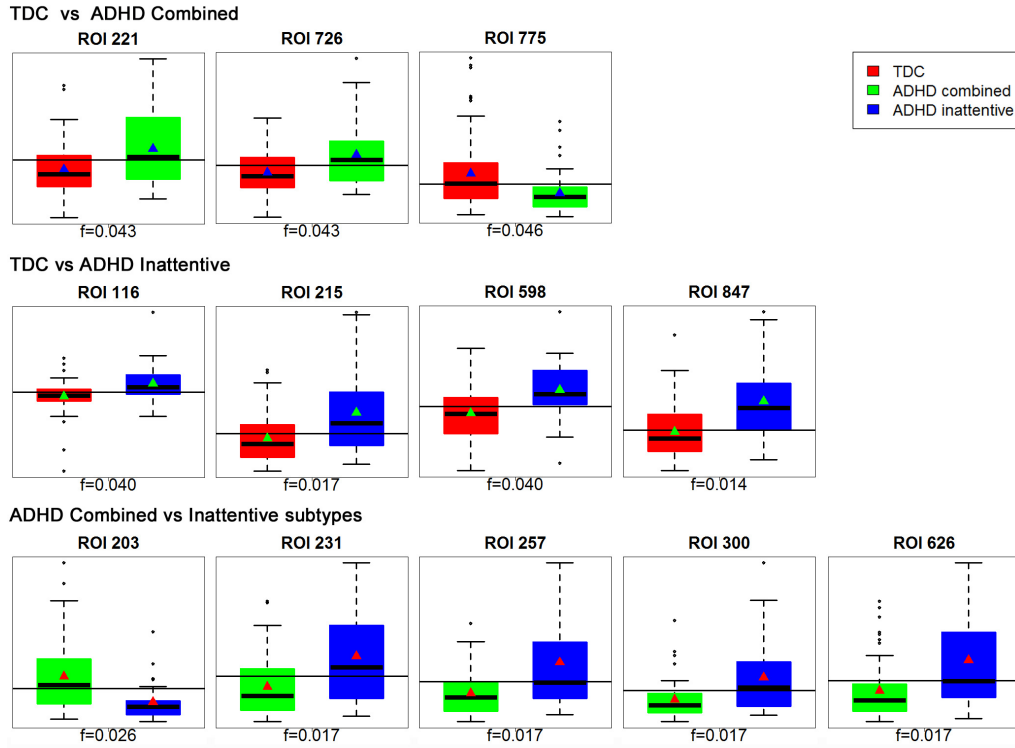 TDC vs ADHD Combined
ROI 221 ROI 726 ROI 775
TDC
ADHD combined
ADHD inattentive
f=0.043 f=0.043 f=0.046
TDC vs ADHD Inattentive
ROI 116 ROI 215 ROI 598 ROI 847
f=0.040 f=0.017 f=0.040 f=0.014
ADHD Combined vs Inattentive subtypes
ROI 203 ROI 231 ROI 257 ROI 300 ROI 626
f=0.026 f=0.017 f=0.017 f=0.017 f=0.017